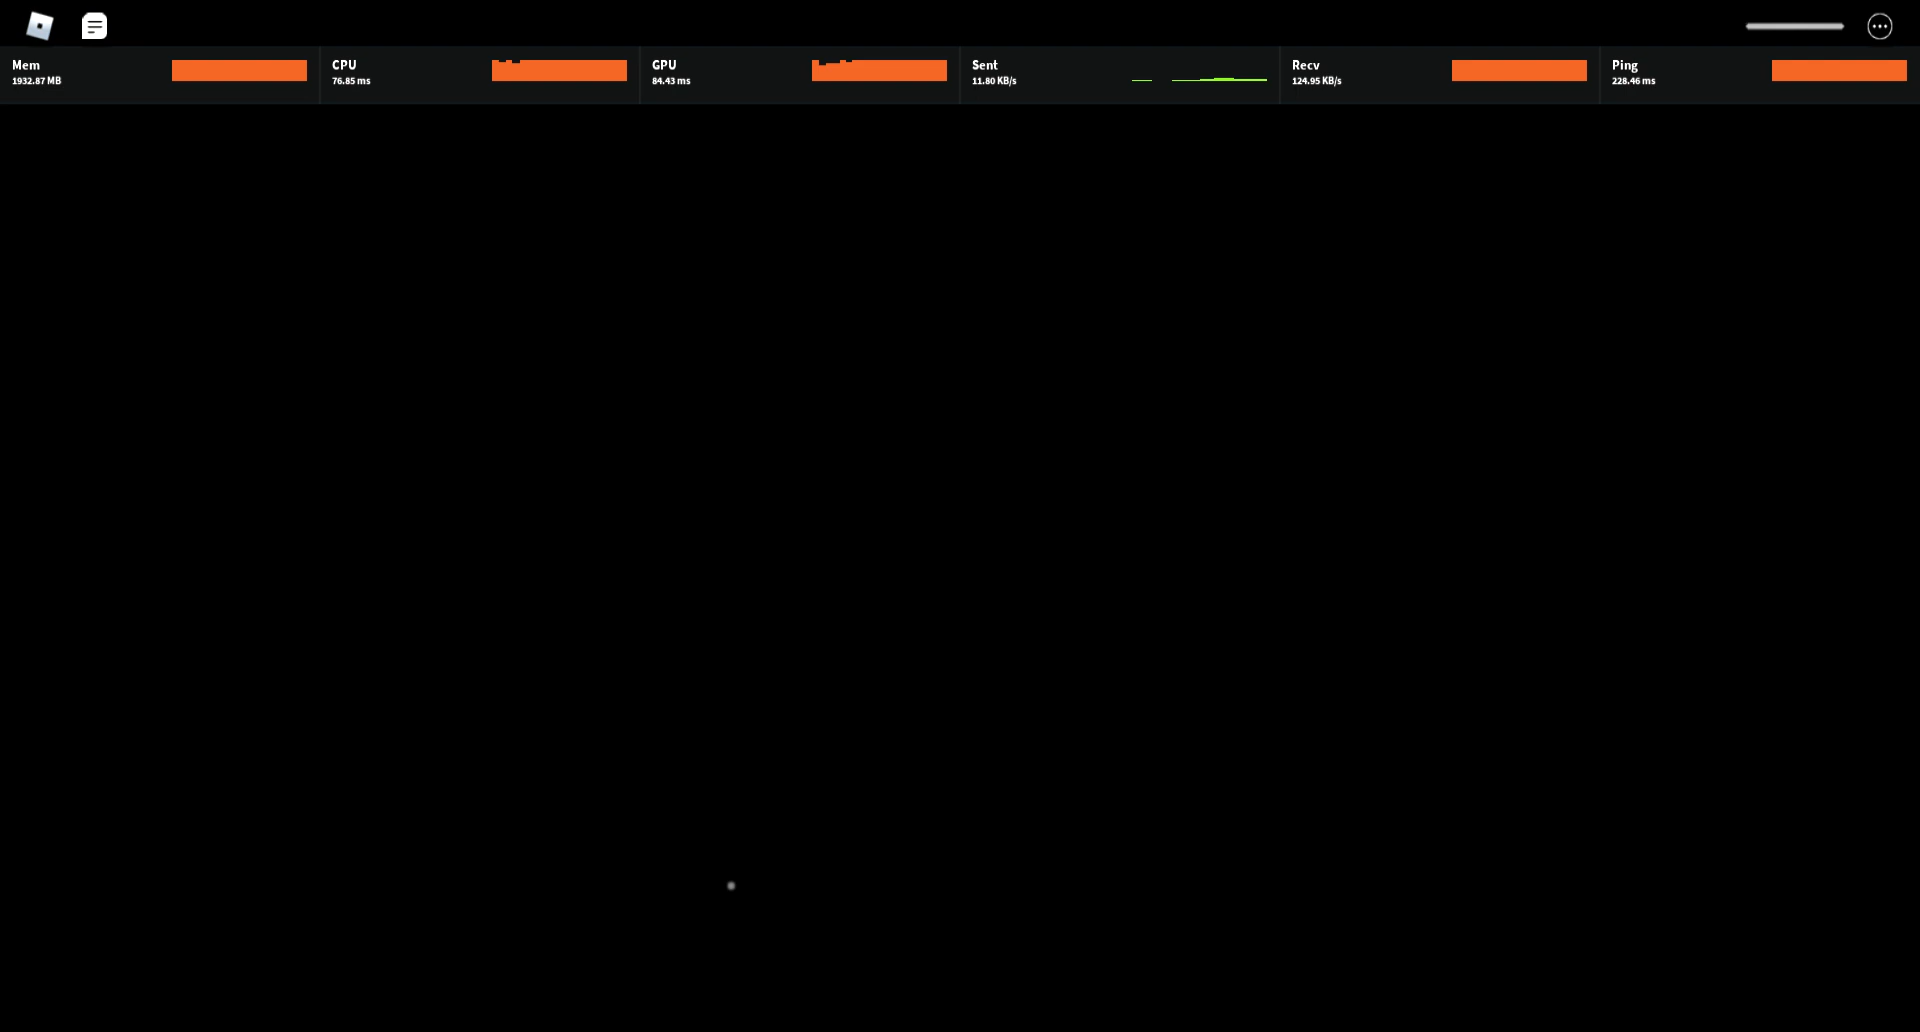 Mem
1932.87 MB
CPU
76.85 ms
GPU
84.43 ms
Sent
11.80 KB/s
Recv
124.95 KB/s
Ping
228.46 ms